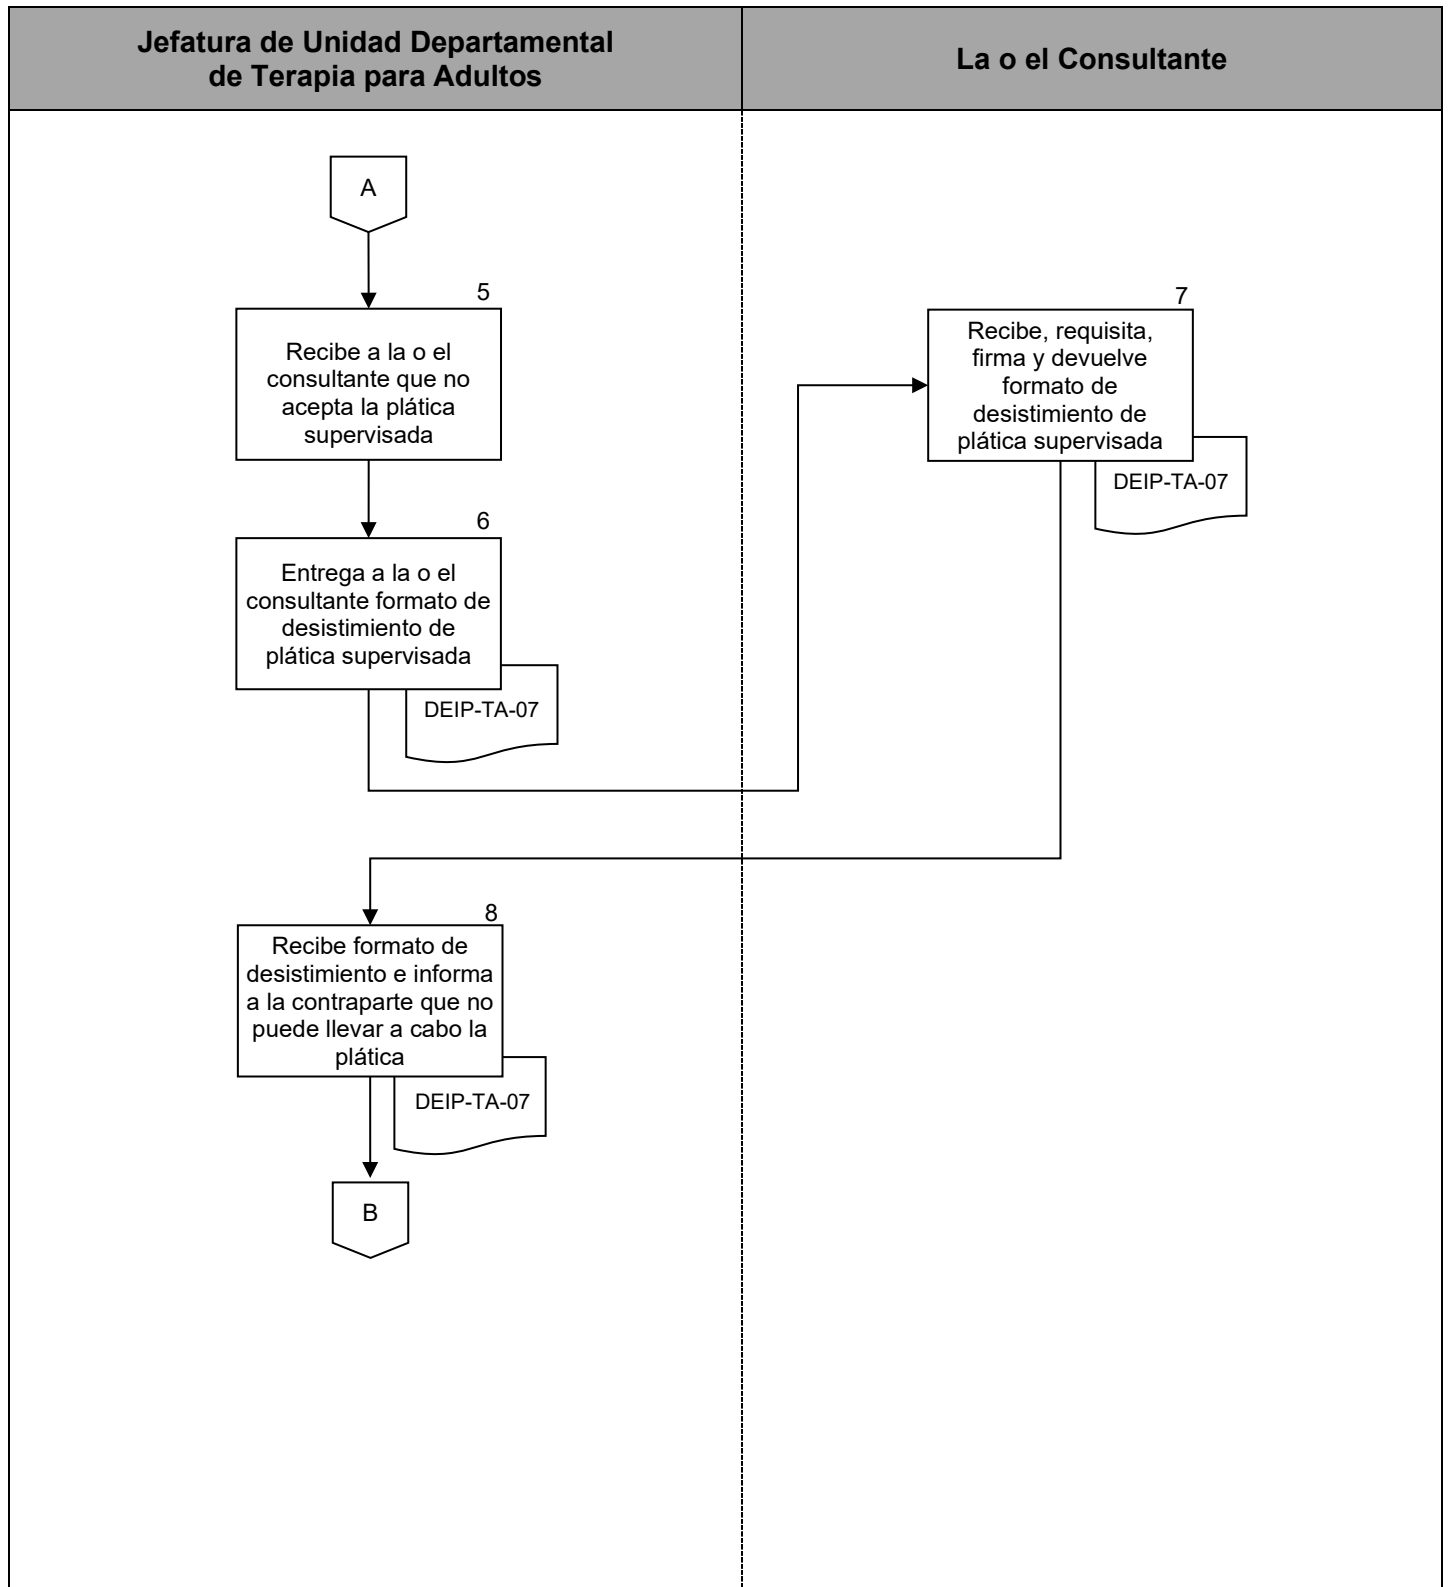 Jefatura de Unidad Departamental
de Terapia para Adultos
La o el Consultante
A
5
Recibe a la o el
consultante que no
acepta la plática
supervisada
6
Entrega a la o el
consultante formato de
desistimiento de
plática supervisada
DEIP-TA-07
7
Recibe, requisita,
firma y devuelve
formato de
desistimiento de
plática supervisada
DEIP-TA-07
8
Recibe formato de
desistimiento e informa
a la contraparte que no
puede llevar a cabo la
plática
DEIP-TA-07
B